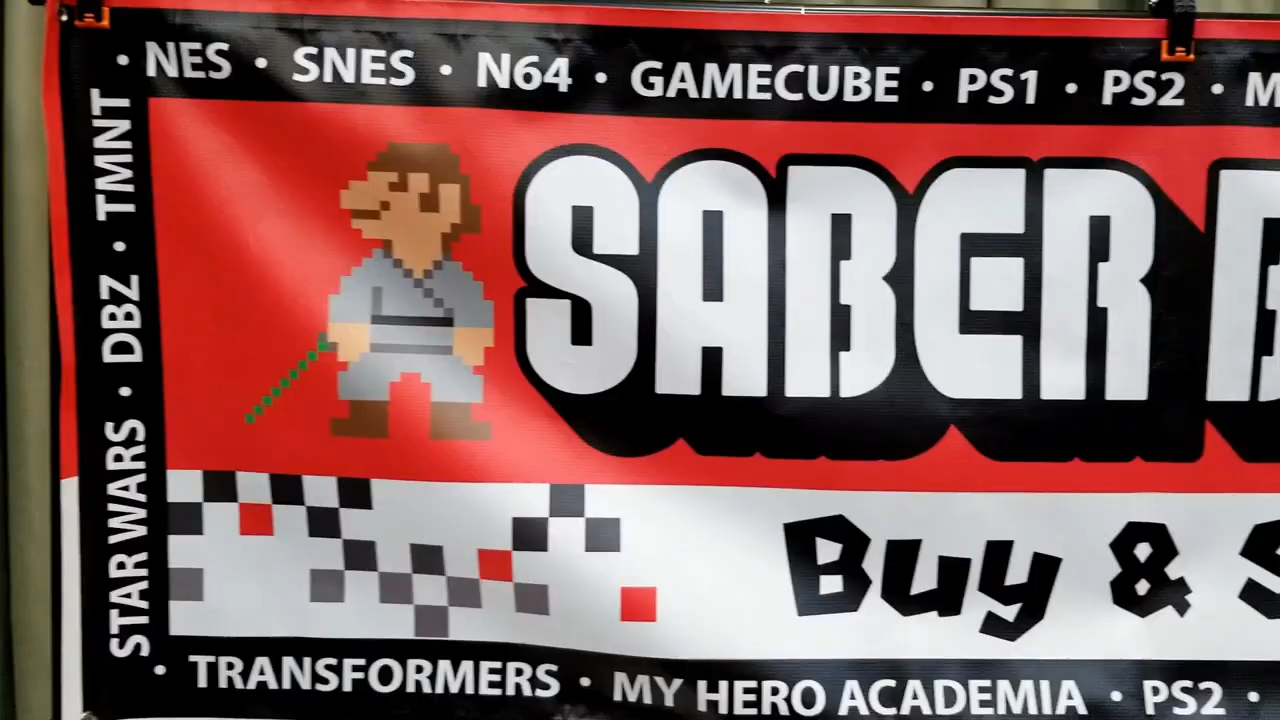 • NES • SNES • N64 • GAMECUBE • PS1 • PS2 •
STAR WARS • DBZ • TMNT
SABER
Buy &
• TRANSFORMERS • MY HERO ACADEMIA • PS2 •